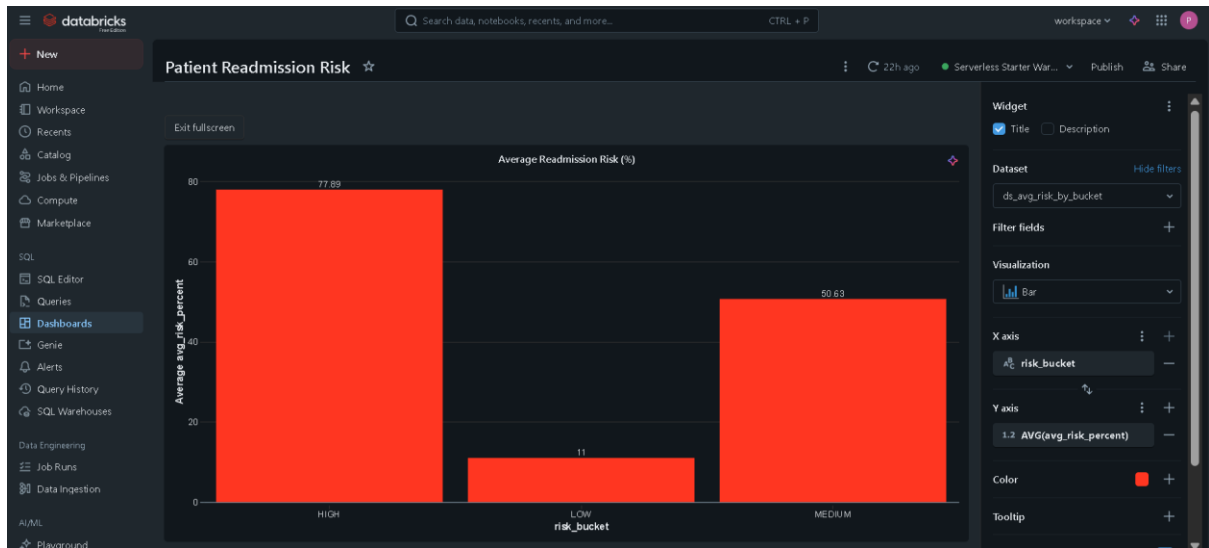 databricks
Free Edition
Search data, notebooks, recents, and more... CTRL + P
workspace
P
New
Home
Workspace
Recents
Catalog
Jobs & Pipelines
Compute
Marketplace
SQL
SQL Editor
Queries
Dashboards
Genie
Alerts
Query History
SQL Warehouses
Data Engineering
Job Runs
Data Ingestion
AI/ML
Playground
Patient Readmission Risk
22h ago
Serverless Starter War...
Publish
Share
Exit fullscreen
Average Readmission Risk (%)
Average avg_risk_percent
80
60
40
20
0
77.89
11
50.63
HIGH
LOW
MEDIUM
risk_bucket
Widget
Title
Description
Dataset
Hide filters
ds_avg_risk_by_bucket
Filter fields
Visualization
Bar
X axis
risk_bucket
Y axis
1.2 AVG(avg_risk_percent)
Color
Tooltip